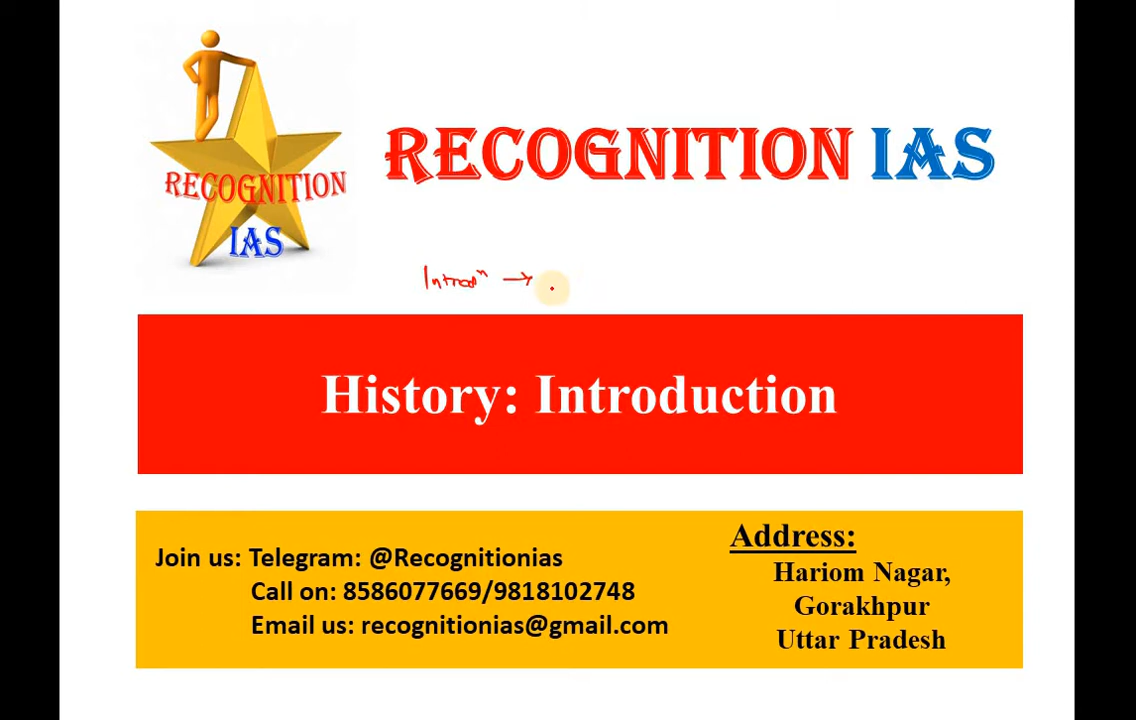 RECOGNITION
IAS
RECOGNITION IAS
Introdⁿ →
History: Introduction
Join us: Telegram: @Recognitionias
Call on: 8586077669/9818102748
Email us: recognitionias@gmail.com
Address:
Hariom Nagar,
Gorakhpur
Uttar Pradesh